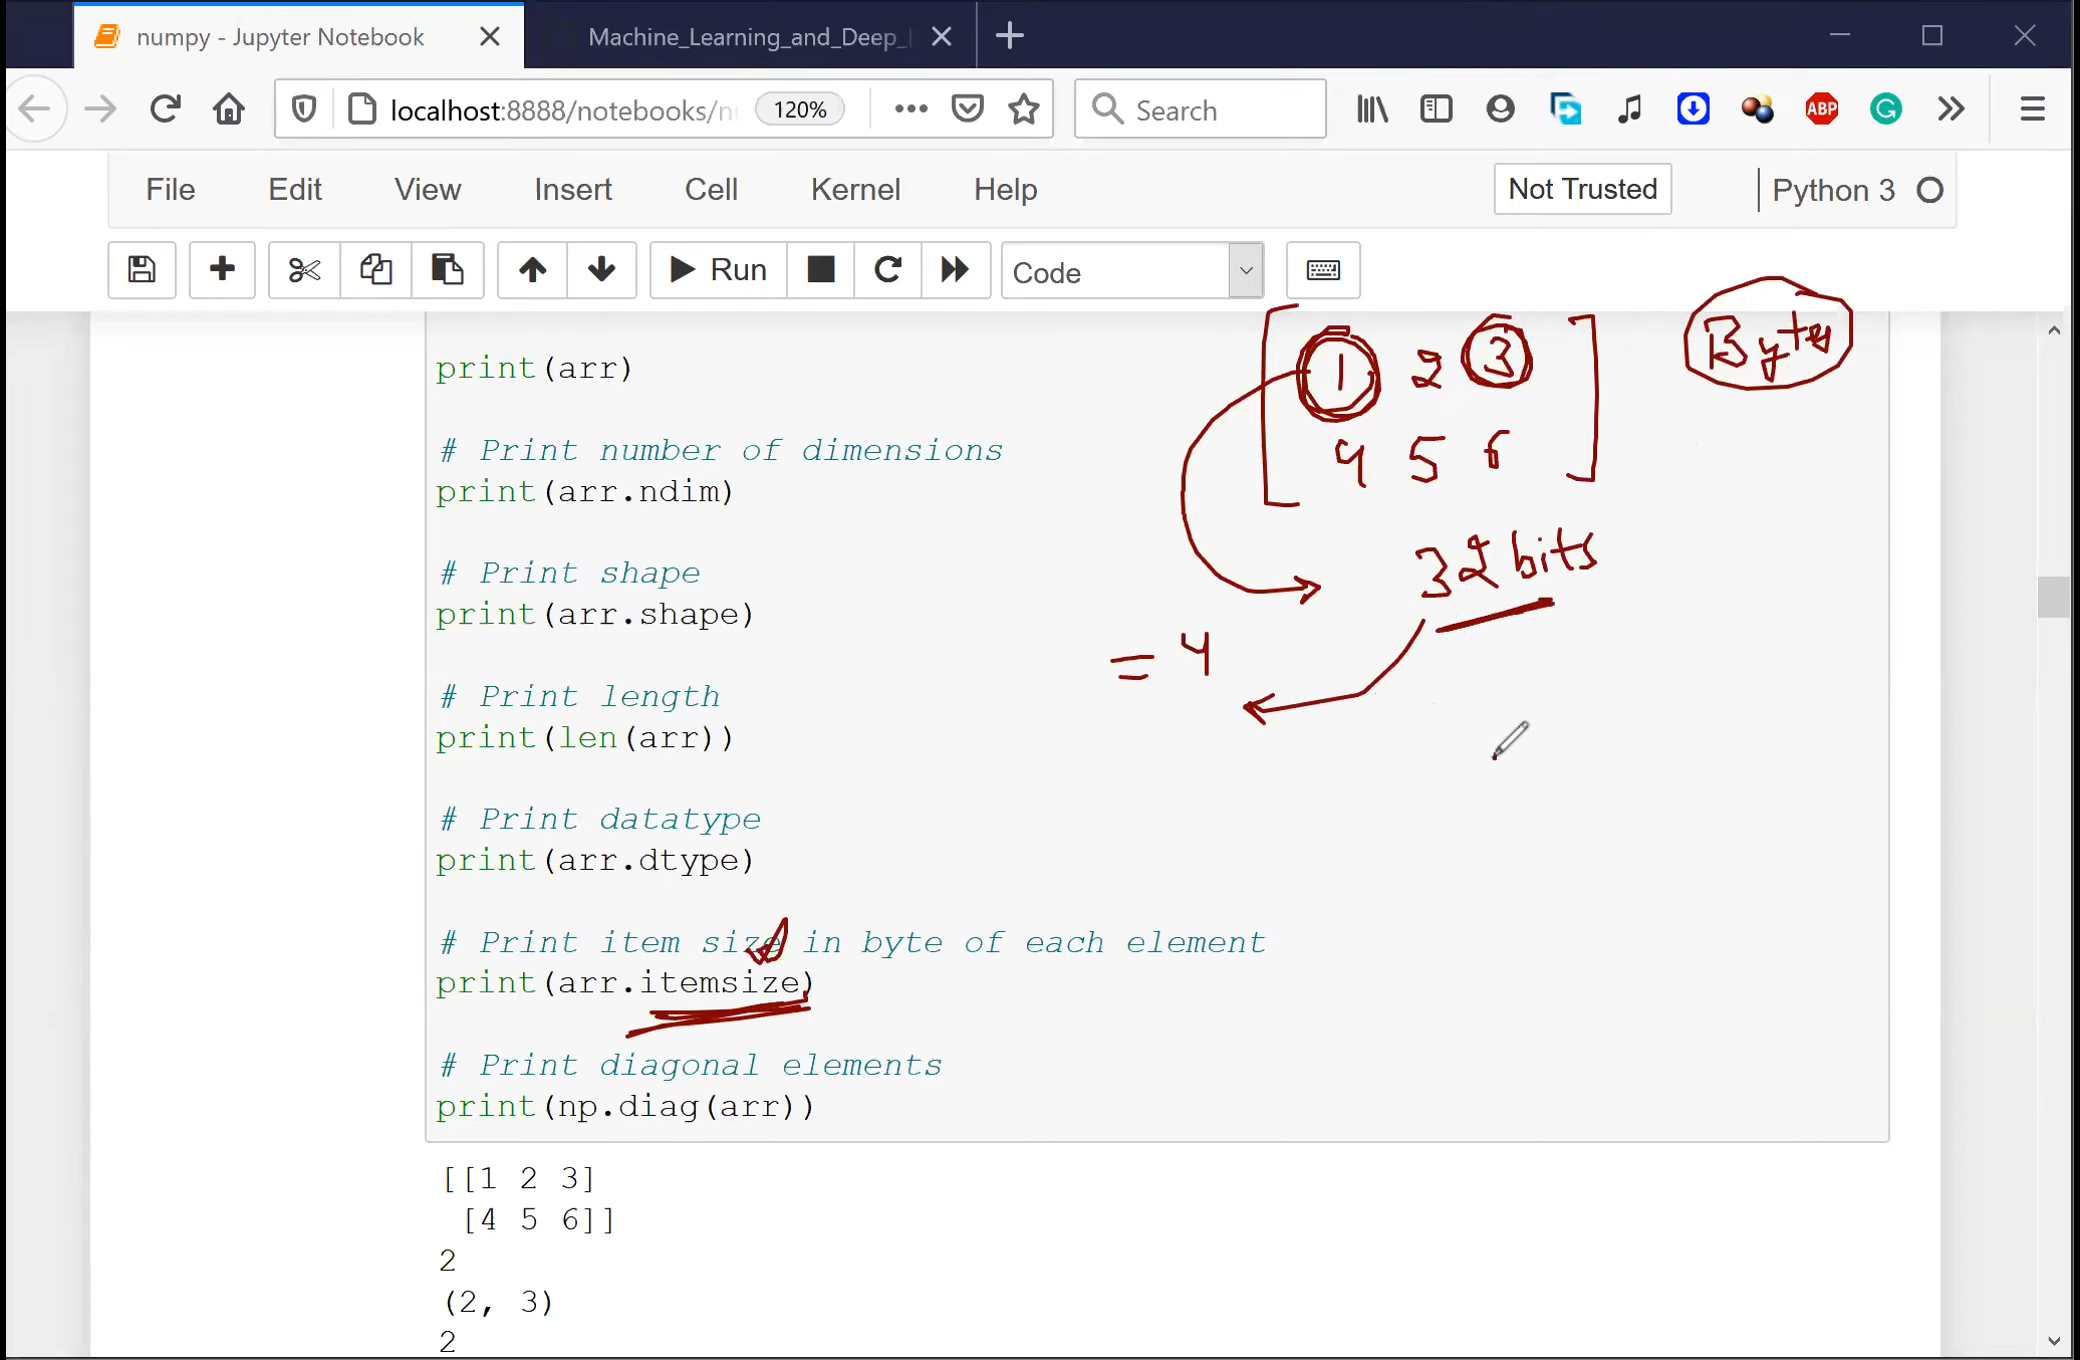 numpy - Jupyter Notebook
Machine_Learning_and_Deep_
localhost:8888/notebooks/n
120%
Search
ABP
File Edit View Insert Cell Kernel Help
Not Trusted
Python 3
Run
Code
print(arr)
# Print number of dimensions
print(arr.ndim)
# Print shape
print(arr.shape)
# Print length
print(len(arr))
# Print datatype
print(arr.dtype)
# Print item size in byte of each element
print(arr.itemsize)
# Print diagonal elements
print(np.diag(arr))
1 2 3
4 5 6
32 bits
= 4
[[1 2 3]
[4 5 6]]
2
(2, 3)
2